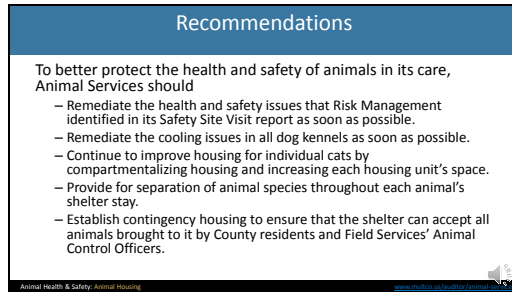 Recommendations
To better protect the health and safety of animals in its care,
Animal Services should
– Remediate the health and safety issues that Risk Management
identified in its Safety Site Visit report as soon as possible.
– Remediate the cooling issues in all dog kennels as soon as possible.
– Continue to improve housing for individual cats by
compartmentalizing housing and increasing each housing unit's space.
– Provide for separation of animal species throughout each animal's
shelter stay.
– Establish contingency housing to ensure that the shelter can accept all
animals brought to it by County residents and Field Services' Animal
Control Officers.
Animal Health & Safety: Animal Housing